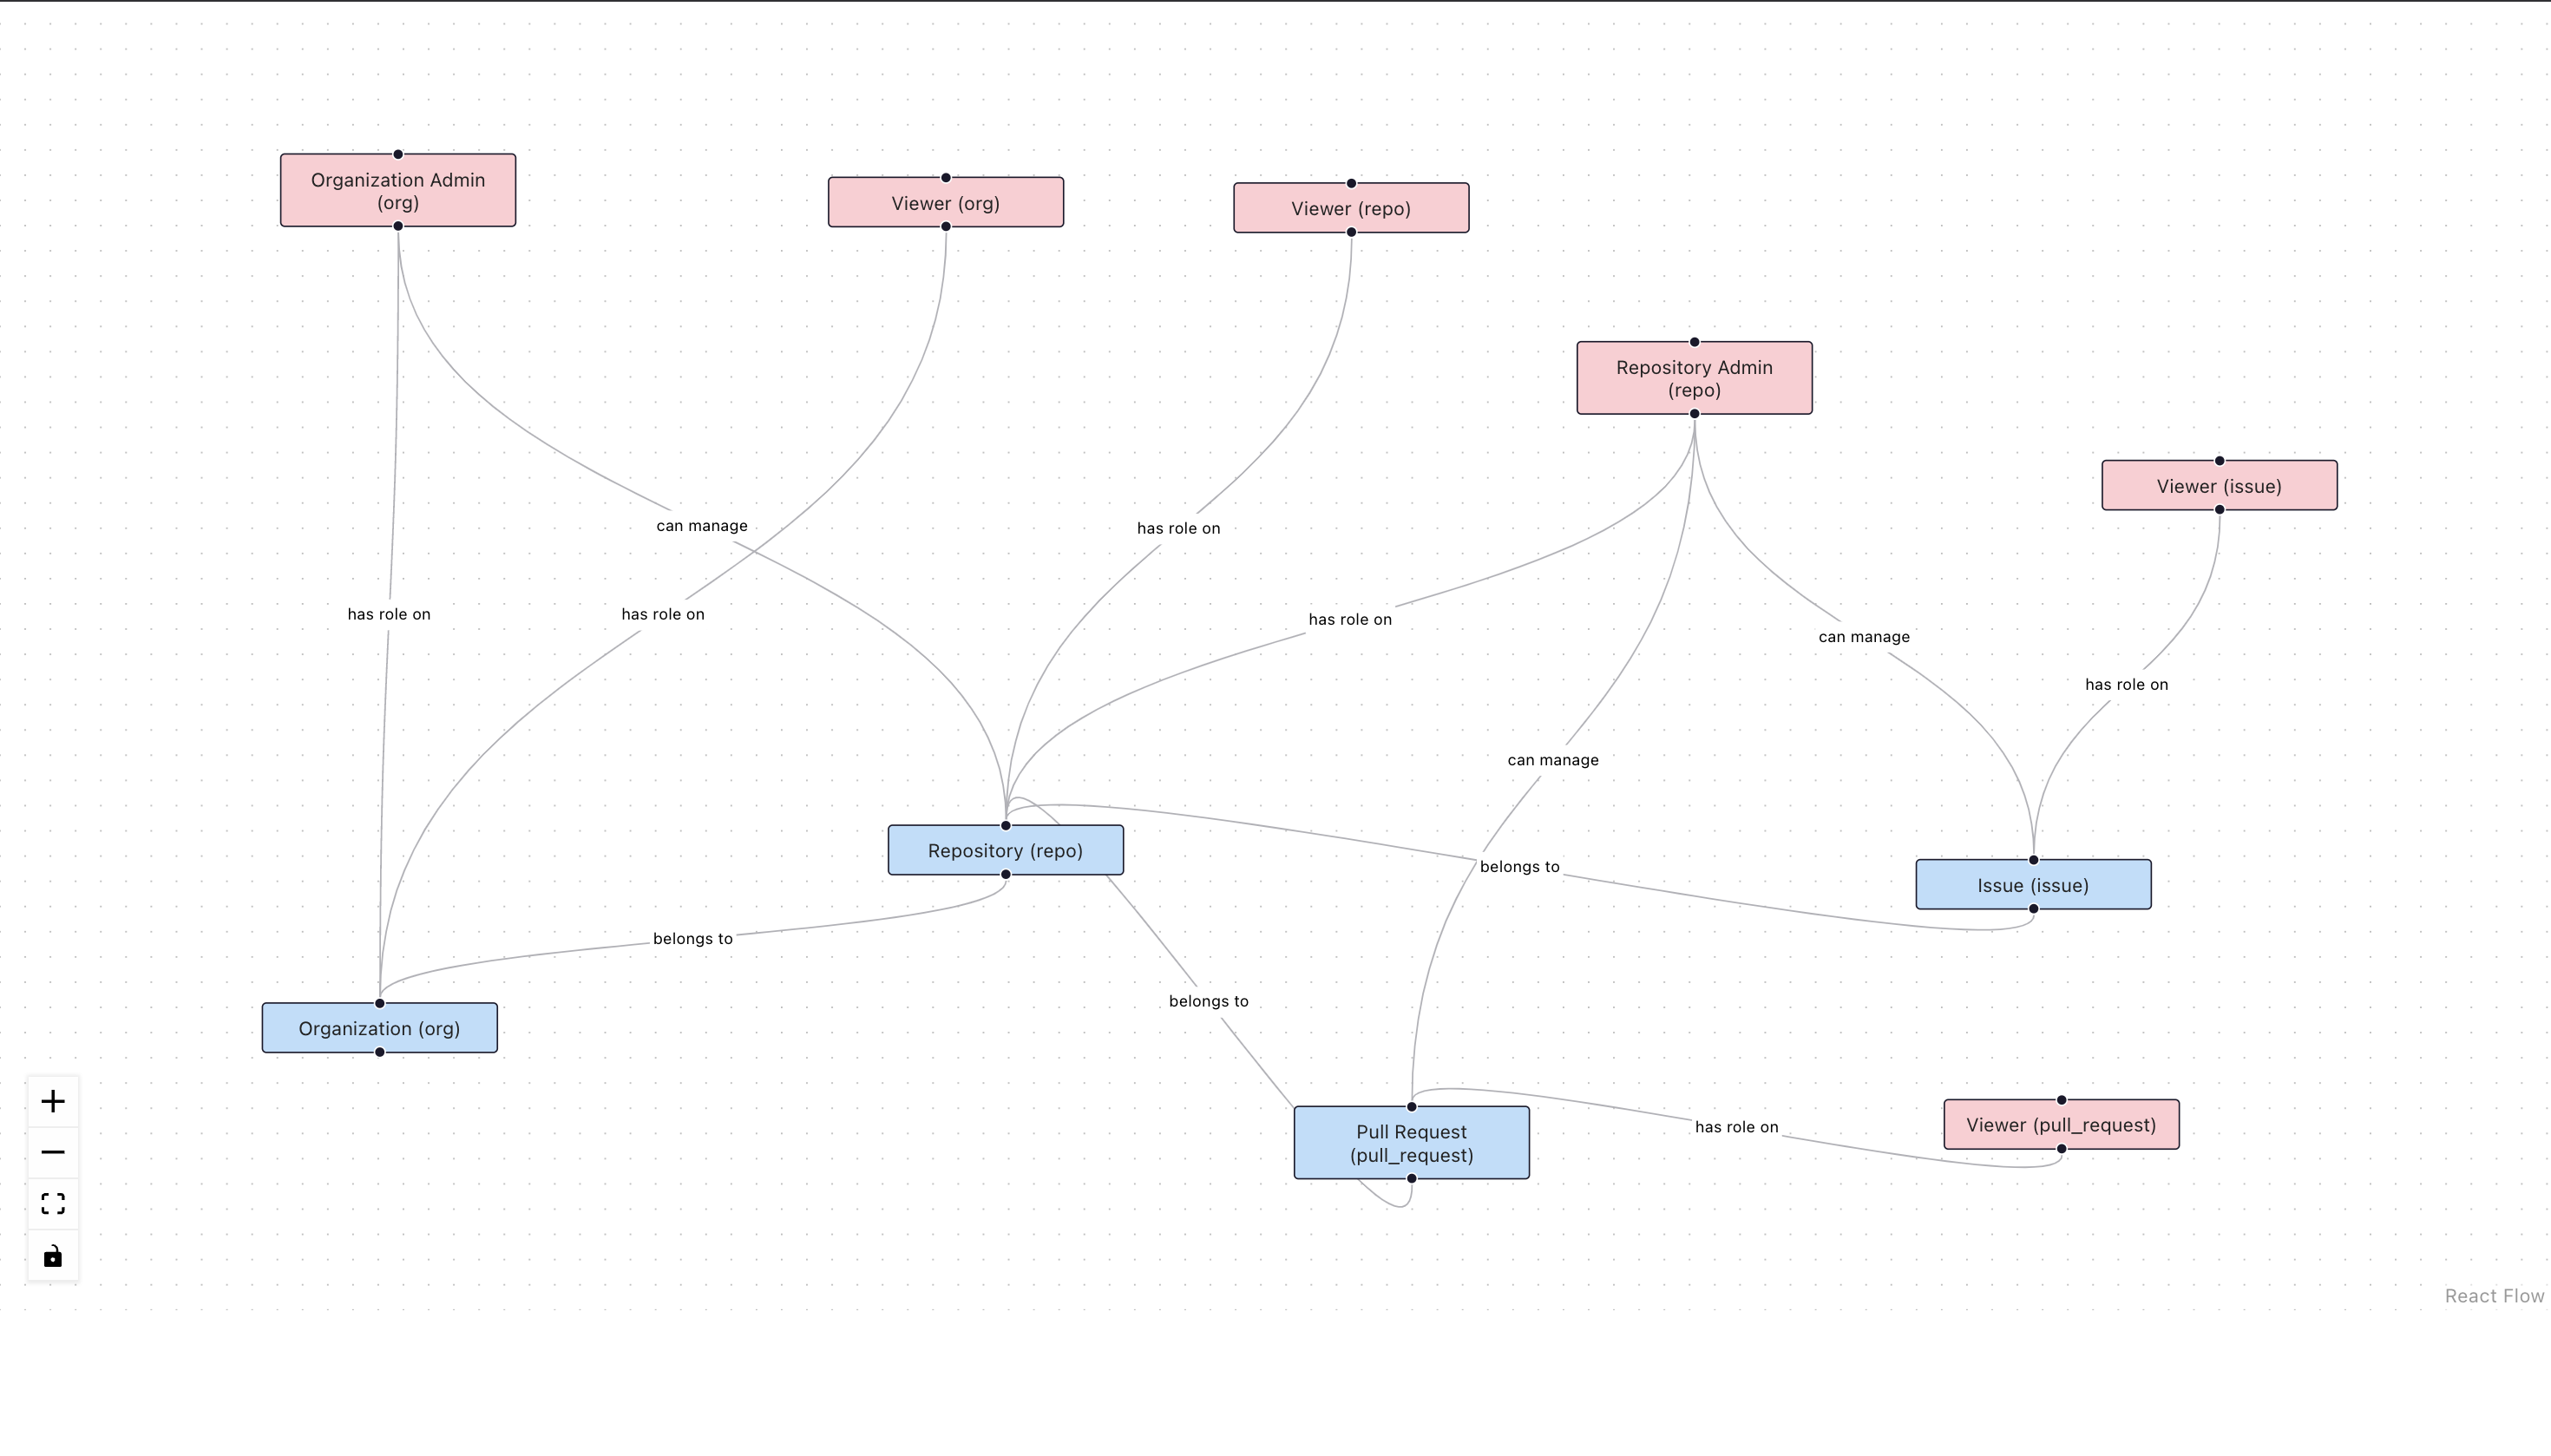 Organization Admin
(org)
Viewer (org)
Viewer (repo)
Repository Admin
(repo)
Viewer (issue)
can manage
has role on
has role on
has role on
has role on
can manage
has role on
can manage
belongs to
Repository (repo)
Issue (issue)
belongs to
belongs to
Organization (org)
Pull Request
(pull_request)
has role on
Viewer (pull_request)
React Flow